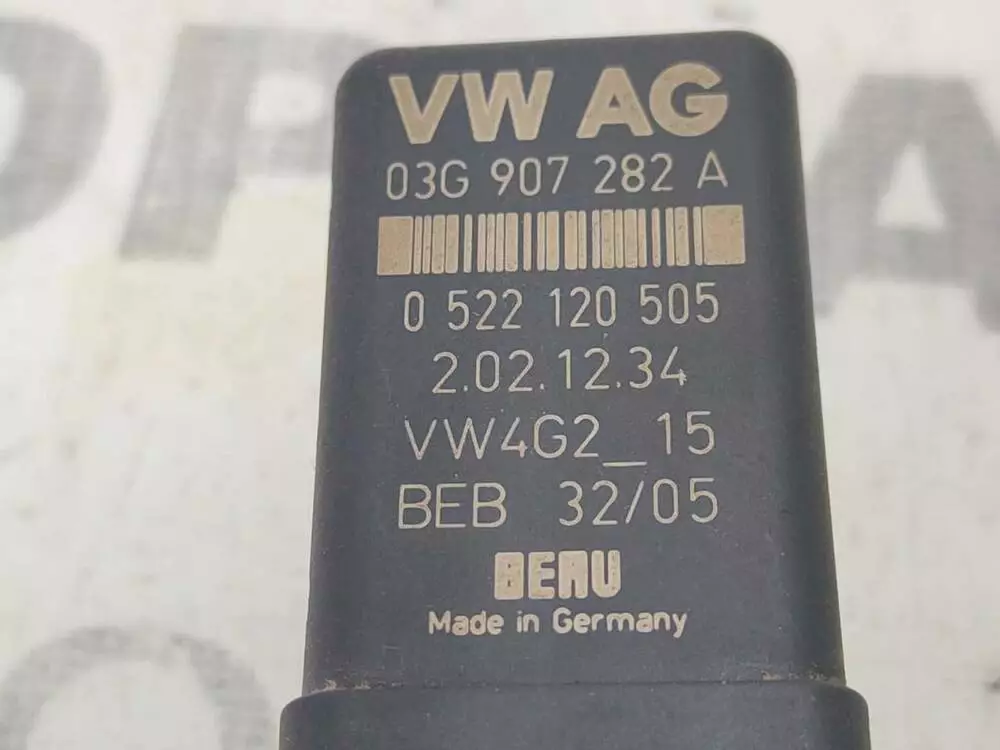 VW AG
03G 907 282 A
0 522 120 505
2.02.12.34
VW4G2_15
BEB 32/05
BERU
Made in Germany